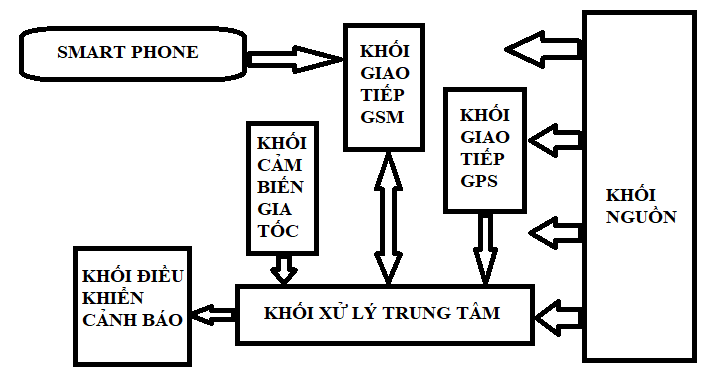 SMART PHONE
KHỐI
GIAO
TIẾP
GSM
KHỐI
GIAO
TIẾP
GPS
KHỐI
CẢM
BIẾN
GIA
TỐC
KHỐI
NGUỒN
KHỐI ĐIỀU
KHIỂN
CẢNH BÁO
KHỐI XỬ LÝ TRUNG TÂM